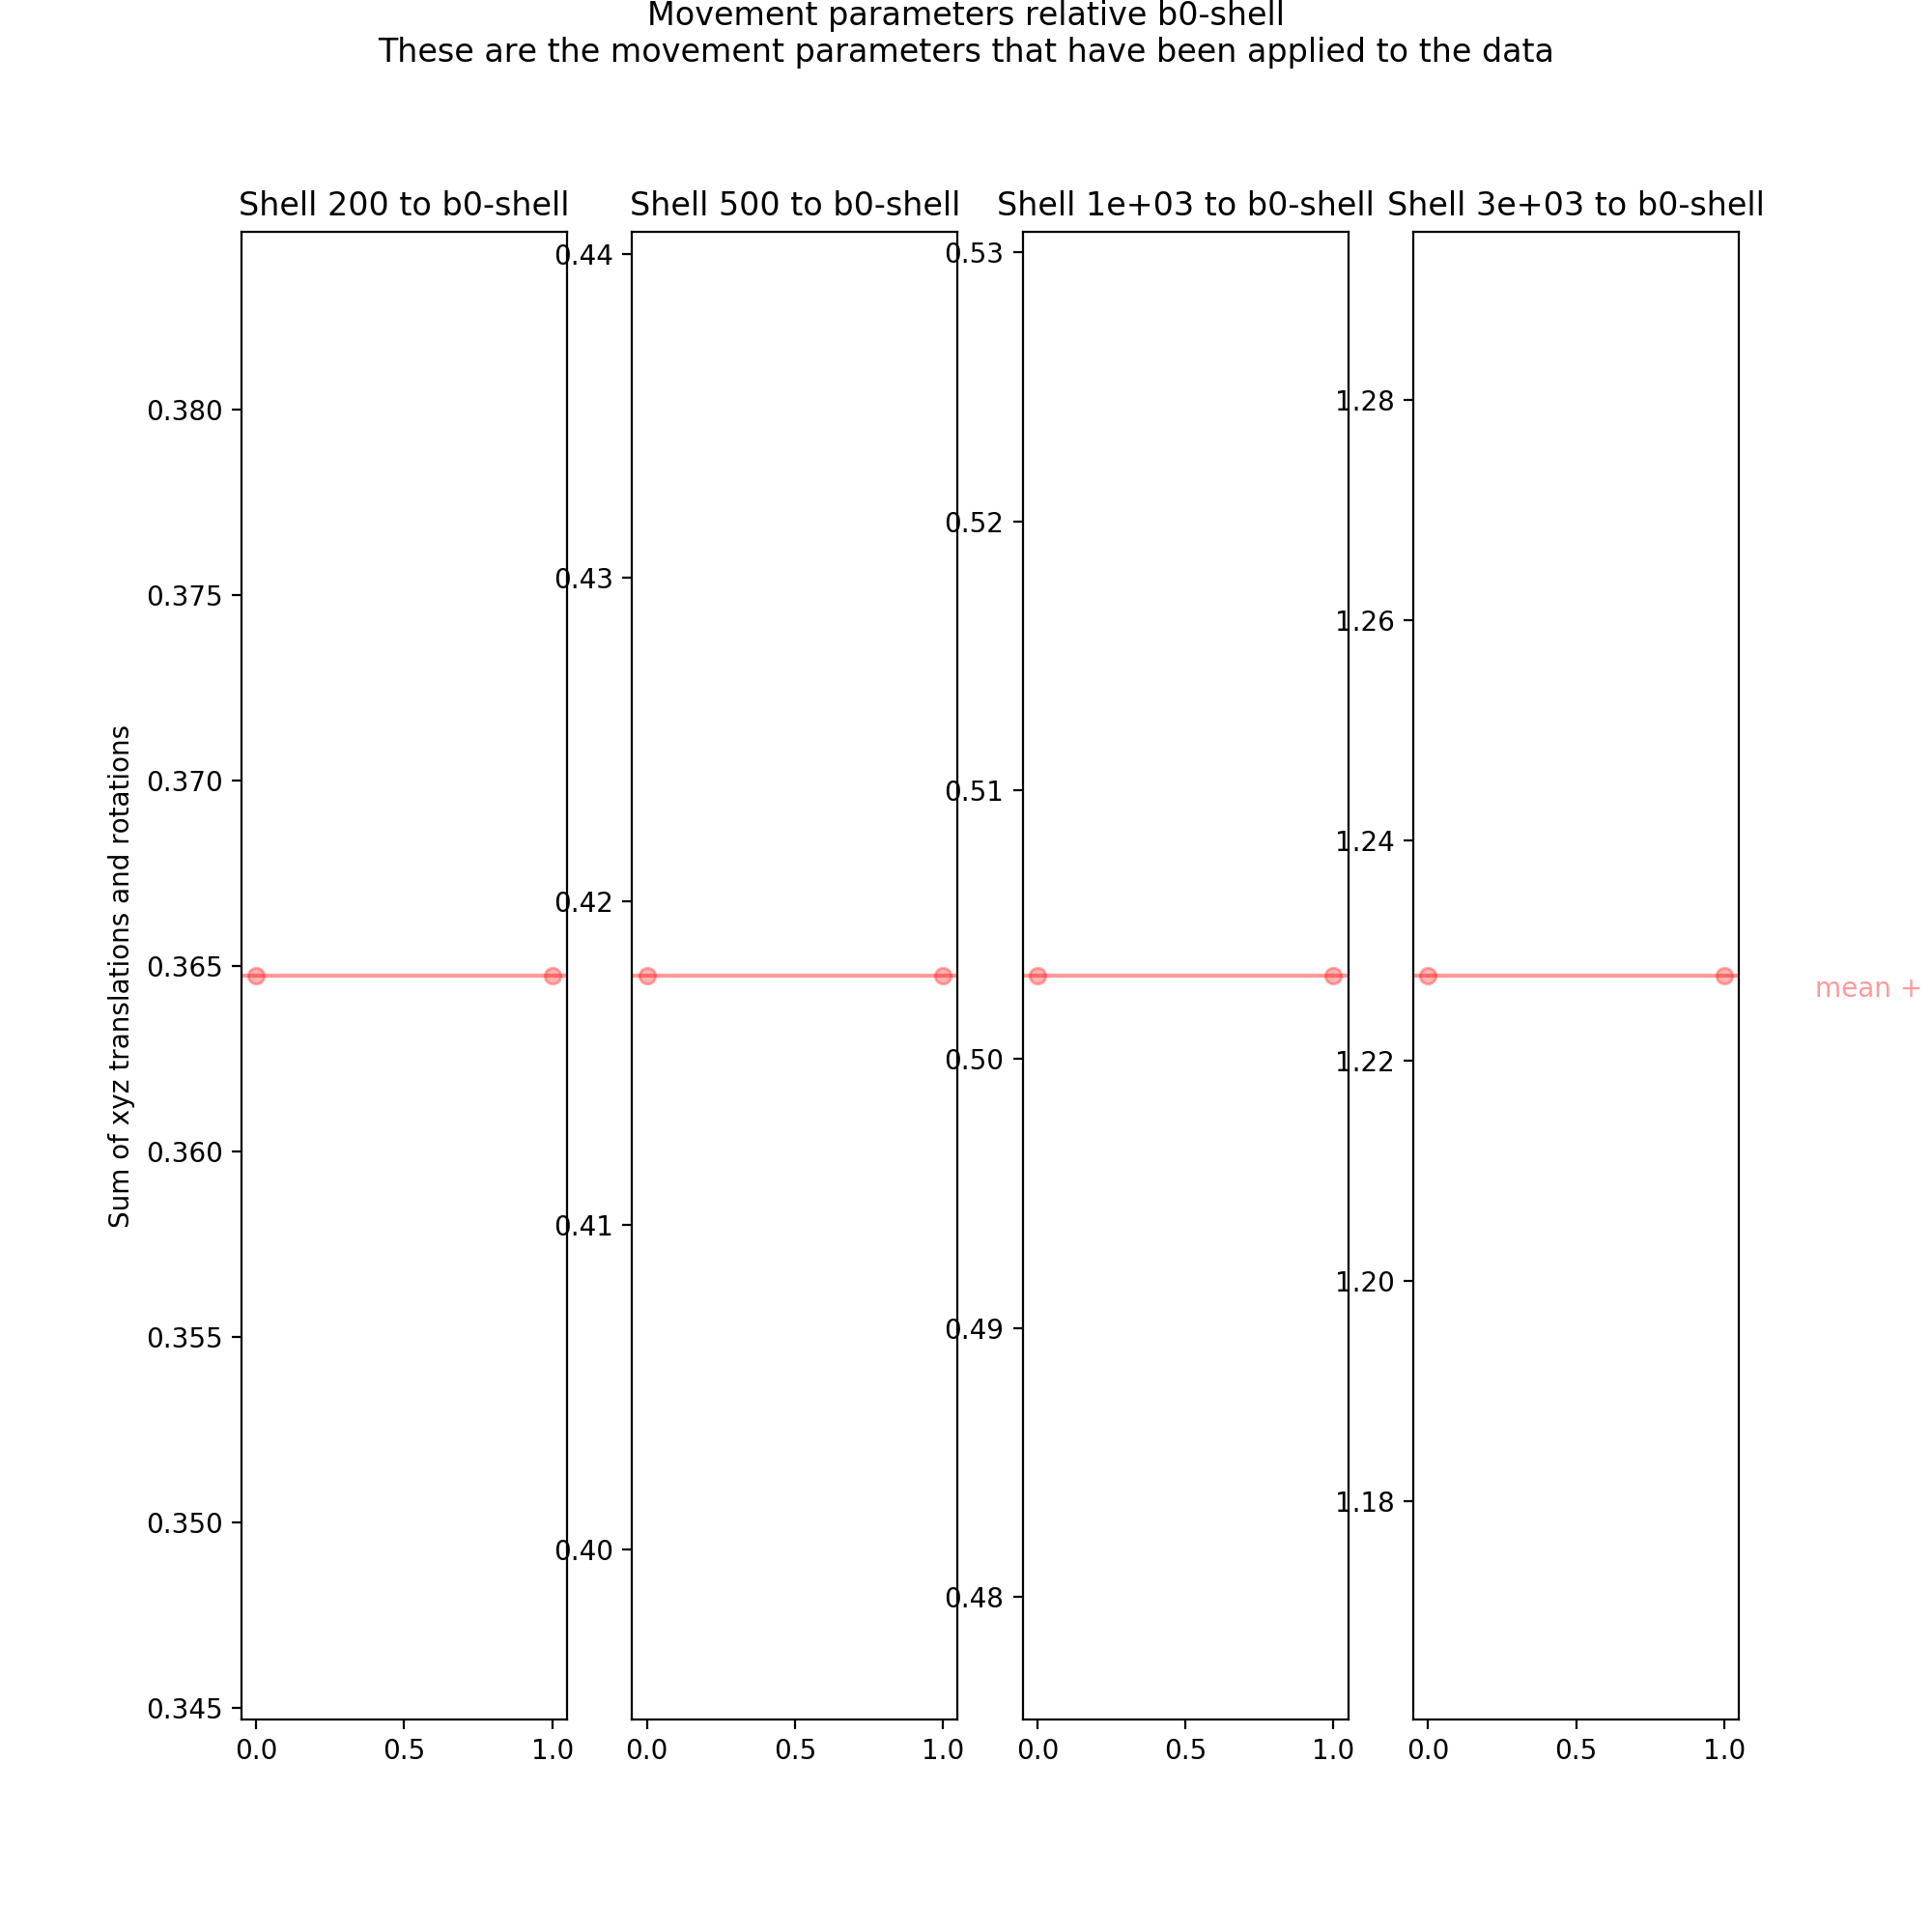 Movement parameters relative b0-shell
These are the movement parameters that have been applied to the data
Shell 200 to b0-shell
Shell 500 to b0-shell
Shell 1e+03 to b0-shell
Shell 3e+03 to b0-shell
Sum of xyz translations and rotations
0.380
0.375
0.370
0.365
0.360
0.355
0.350
0.345
0.0 0.5 1.0
0.44
0.43
0.42
0.41
0.40
0.0 0.5 1.0
0.53
0.52
0.51
0.50
0.49
0.48
0.0 0.5 1.0
1.28
1.26
1.24
1.22
1.20
1.18
0.0 0.5 1.0
mean +